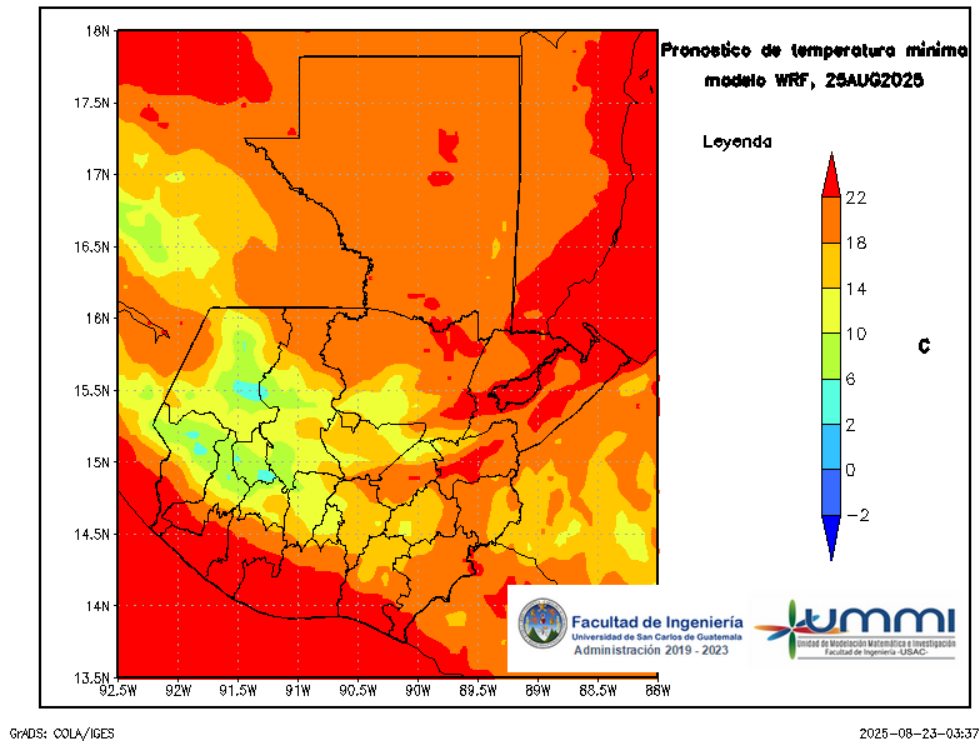 Pronostico de temperatura minima
modelo WRF, 25AUG2025
Leyenda
22
18
14
10
6
2
0
−2
C
18N
17.5N
17N
16.5N
16N
15.5N
15N
14.5N
14N
13.5N
92.5W 92W 91.5W 91W 90.5W 90W 89.5W 89W 88.5W 88W
Facultad de Ingeniería
Universidad de San Carlos de Guatemala
Administración 2019 - 2023
ummi
Unidad de Modelación Matemática e Investigación
Facultad de Ingeniería -USAC-
GrADS: COLA/IGES
2025-08-23-03:37